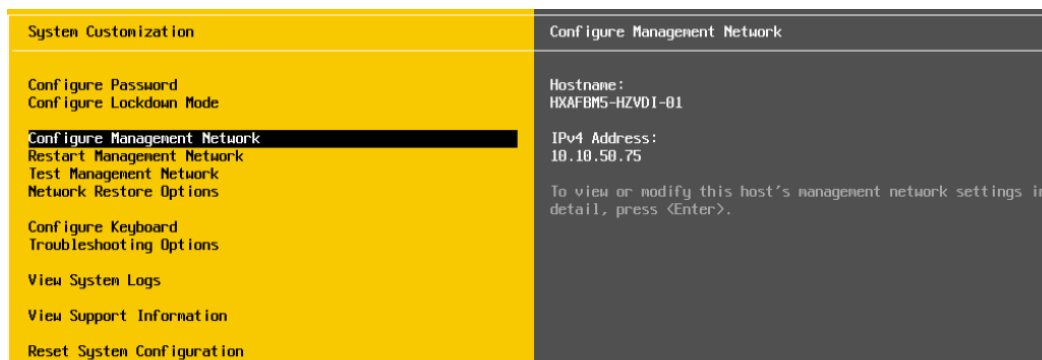 System Customization
Configure Password
Configure Lockdown Mode
Configure Management Network
Restart Management Network
Test Management Network
Network Restore Options
Configure Keyboard
Troubleshooting Options
View System Logs
View Support Information
Reset System Configuration
Configure Management Network
Hostname:
HXAFBM5-HZVDI-01
IPv4 Address:
10.10.50.75
To view or modify this host's management network settings in
detail, press <Enter>.